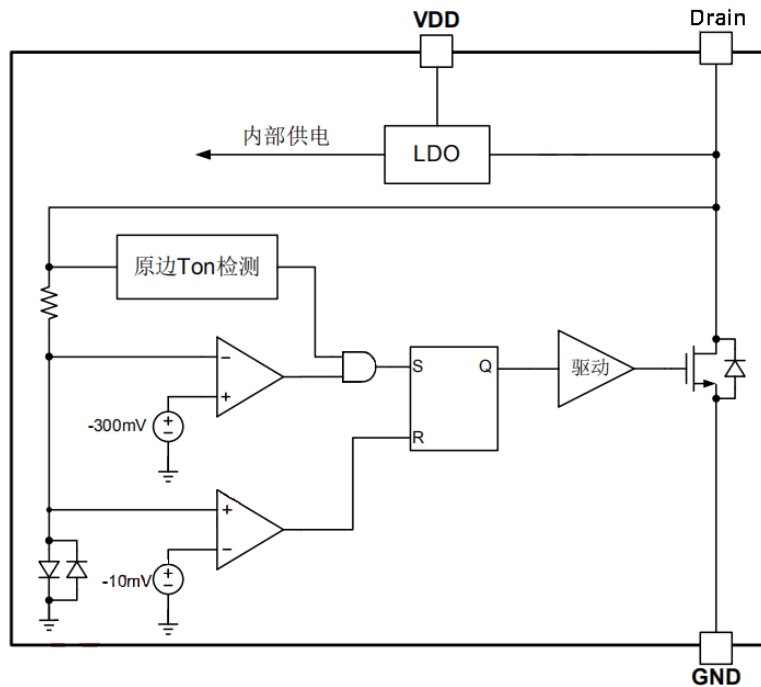 VDD
Drain
内部供电
LDO
原边Ton检测
S
Q
驱动
-300mV
R
-10mV
GND